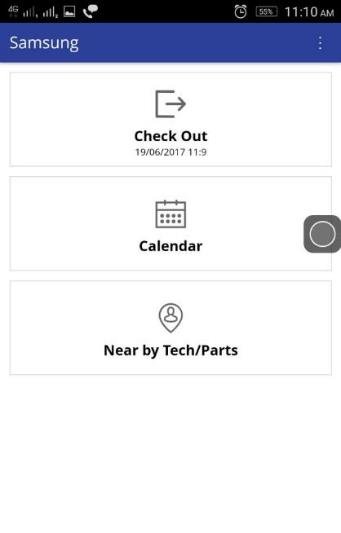 4G
55%
11:10 AM
Samsung
Check Out
19/06/2017 11:9
Calendar
Near by Tech/Parts